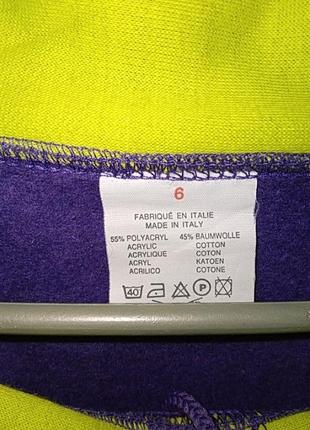 6
FABRIQUÉ EN ITALIE
MADE IN ITALY
55% POLYACRYL 45% BAUMWOLLE
ACRYLIC COTTON
ACRYLIQUE COTON
ACRYL KATOEN
ACRILICO COTONE
40 P